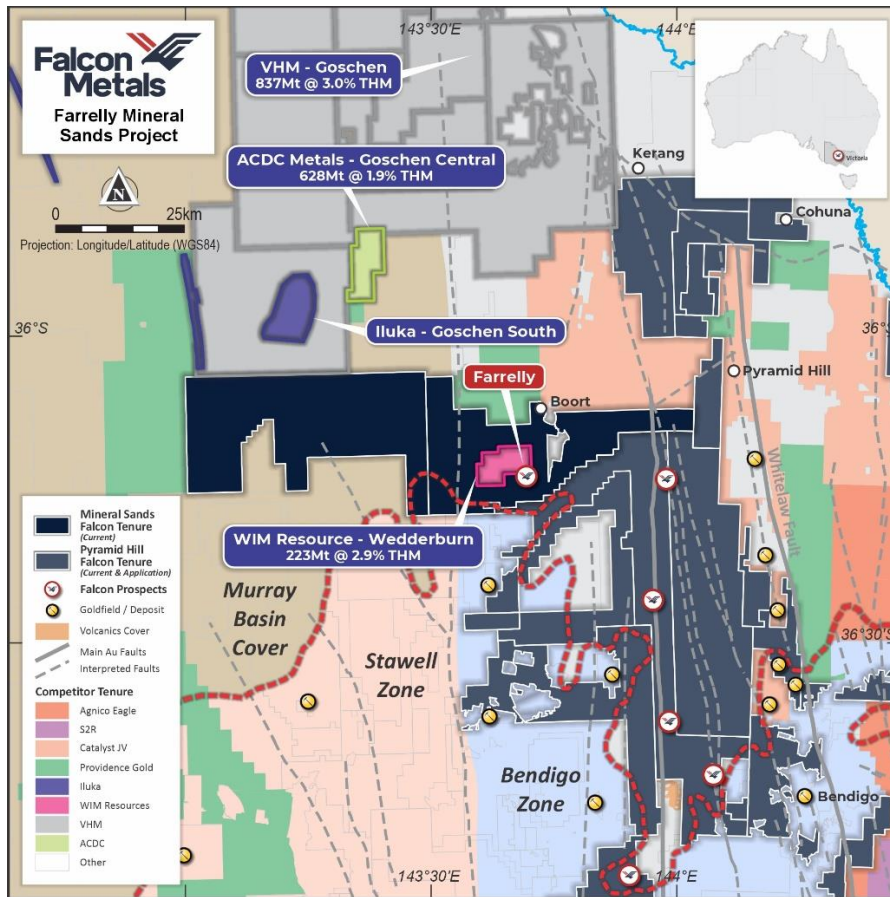 Falcon
Metals
Farrelly Mineral
Sands Project
N
0
25km
Projection: Longitude/Latitude (WGS84)
143°30'E
144°E
VHM - Goschen
837Mt @ 3.0% THM
ACDC Metals - Goschen Central
628Mt @ 1.9% THM
Victoria
Kerang
Cohuna
36°S
36°S
Iluka - Goschen South
Farrelly
Boort
Pyramid Hill
Whitelaw Fault
WIM Resource - Wedderburn
223Mt @ 2.9% THM
Murray
Basin
Cover
Stawell
Zone
36°30'S
Bendigo
Zone
Bendigo
Mineral Sands
Falcon Tenure
(Current)
Pyramid Hill
Falcon Tenure
(Current & Application)
Falcon Prospects
Goldfield / Deposit
Volcanics Cover
Main Au Faults
Interpreted Faults
Competitor Tenure
Agnico Eagle
S2R
Catalyst JV
Providence Gold
Iluka
WIM Resources
VHM
ACDC
Other
143°30'E
144°E